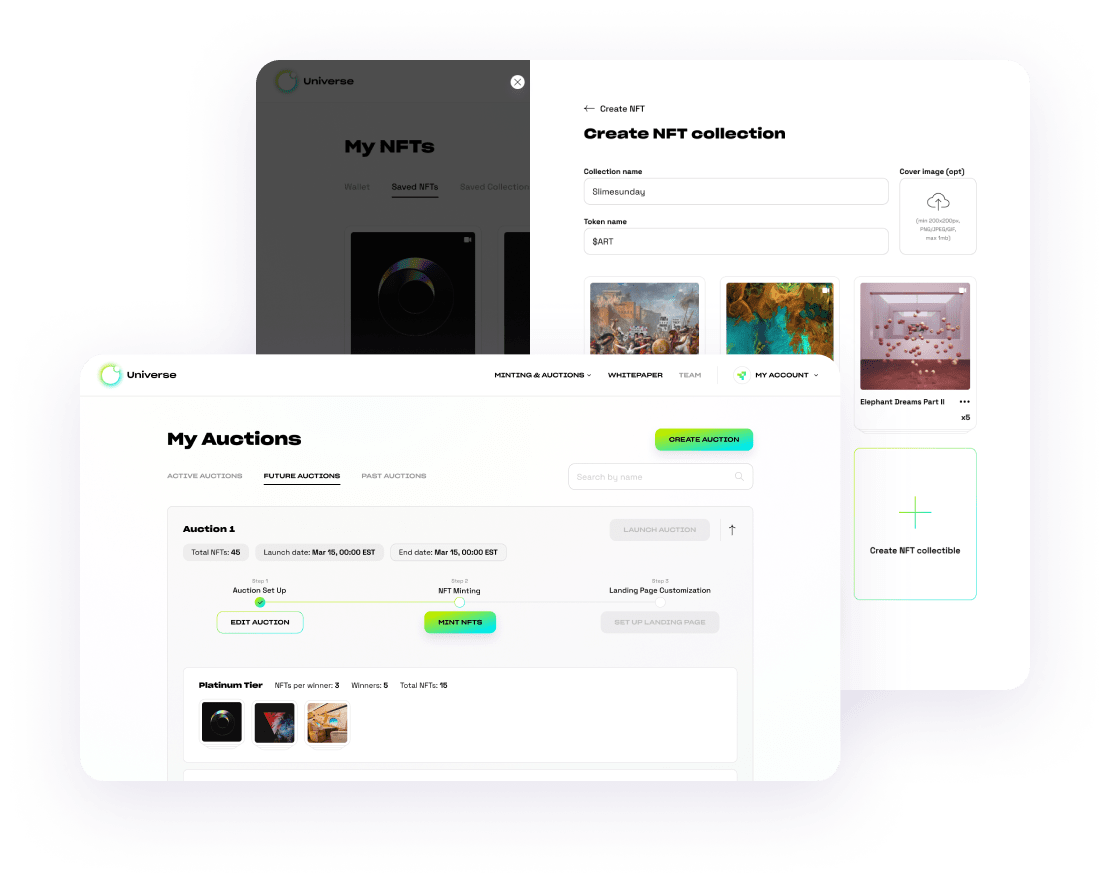 Universe
My NFTs
Wallet
Saved NFTs
Saved Collection
Create NFT
Create NFT collection
Collection name
Slimesunday
Token name
$ART
Cover image (opt)
(min 200x200px,
PNG/JPEG/GIF,
max 1mb)
Elephant Dreams Part II
x5
Create NFT collectible
Universe
MINTING & AUCTIONS
WHITEPAPER
TEAM
MY ACCOUNT
My Auctions
CREATE AUCTION
ACTIVE AUCTIONS
FUTURE AUCTIONS
PAST AUCTIONS
Search by name
Auction 1
LAUNCH AUCTION
Total NFTs: 45
Launch date: Mar 15, 00:00 EST
End date: Mar 15, 00:00 EST
Step 1
Auction Set Up
EDIT AUCTION
Step 2
NFT Minting
MINT NFTS
Step 3
Landing Page Customization
SET UP LANDING PAGE
Platinum Tier
NFTs per winner: 3
Winners: 5
Total NFTs: 15